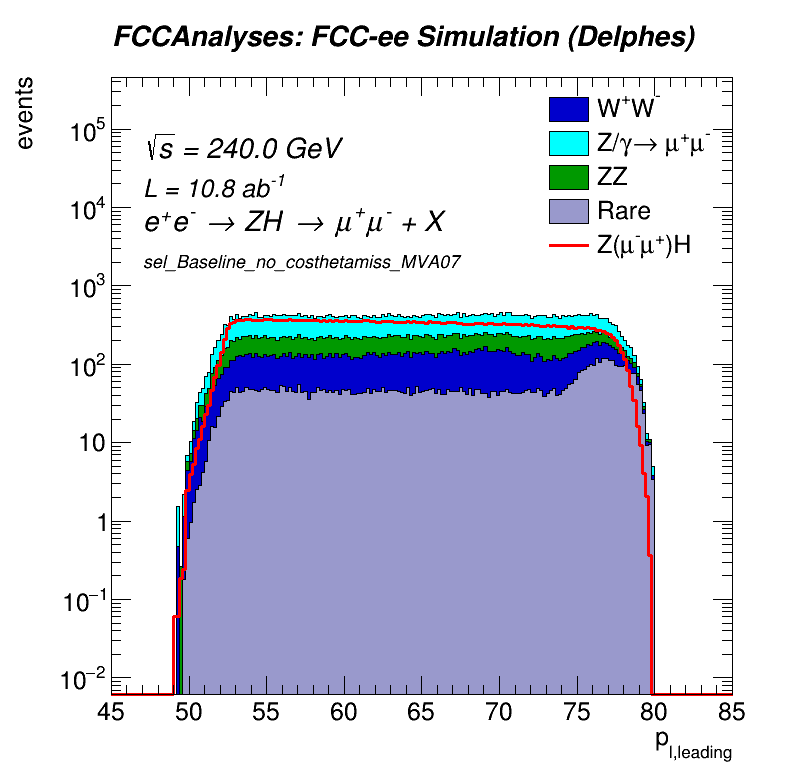 FCCAnalyses: FCC-ee Simulation (Delphes)
events
√s = 240.0 GeV
L = 10.8 ab⁻¹
e⁺e⁻ → ZH → μ⁺μ⁻ + X
sel_Baseline_no_costhetamiss_MVA07
W⁺W⁻
Z/γ→ μ⁺μ⁻
ZZ
Rare
Z(μ⁻μ⁺)H
10⁵
10⁴
10³
10²
10
1
10⁻¹
10⁻²
45 50 55 60 65 70 75 80 85
p_l,leading